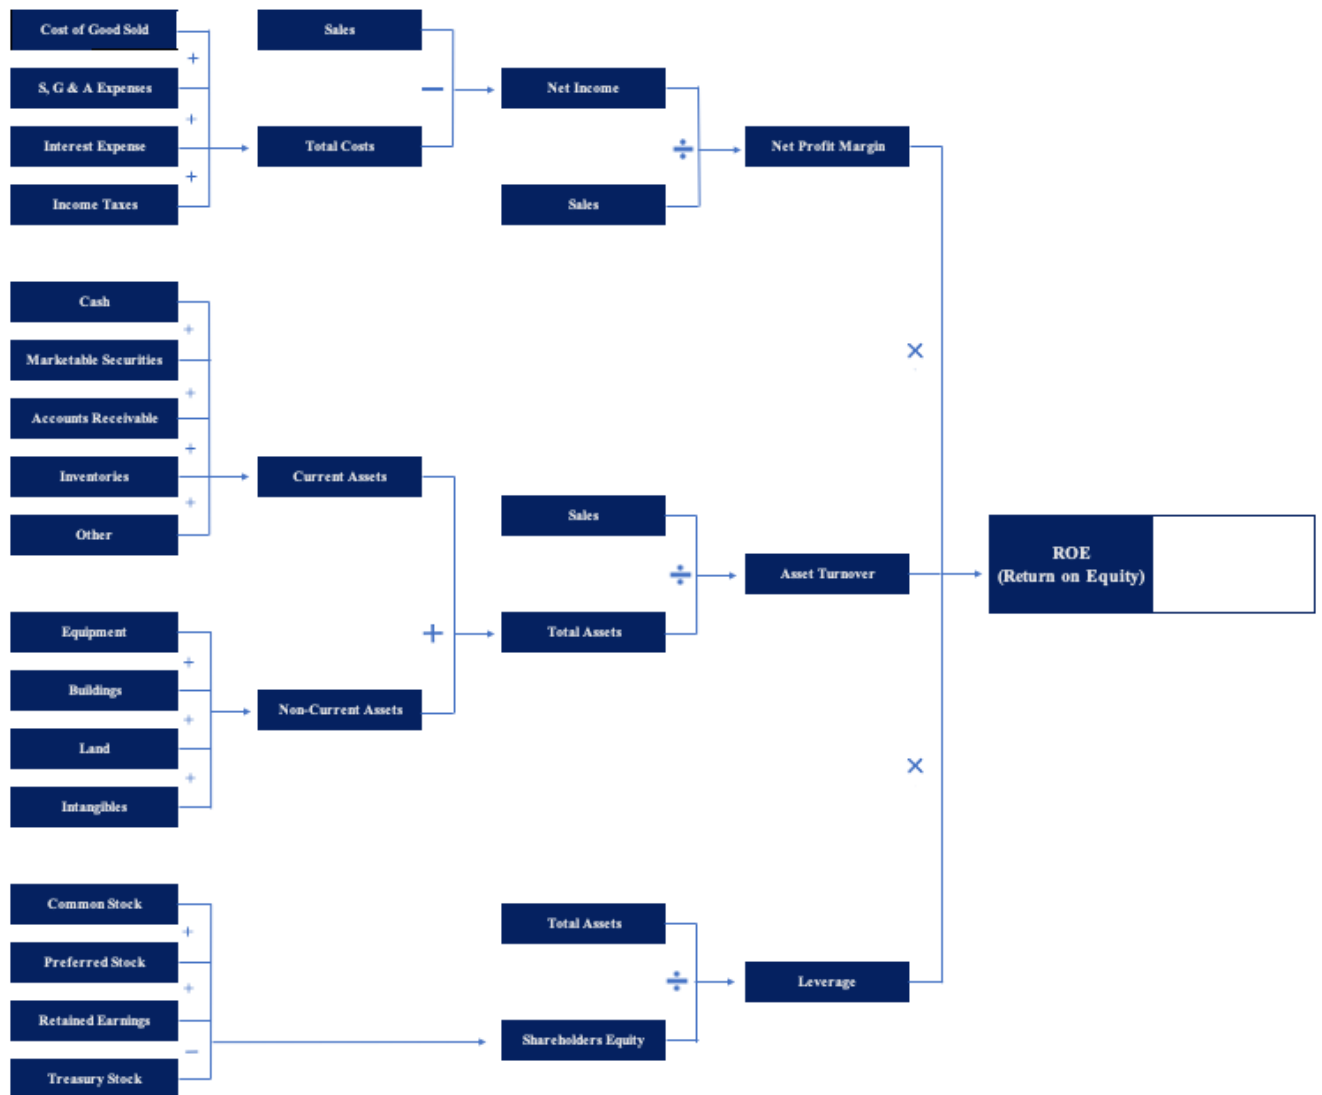 Cost of Good Sold
+
S, G & A Expenses
+
Interest Expense
+
Income Taxes
Sales
−
Total Costs
Net Income
÷
Sales
Net Profit Margin
×
Cash
+
Marketable Securities
+
Accounts Receivable
+
Inventories
+
Other
Current Assets
+
Equipment
+
Buildings
+
Land
+
Intangibles
Non-Current Assets
Sales
÷
Total Assets
Asset Turnover
×
ROE
(Return on Equity)
Common Stock
+
Preferred Stock
+
Retained Earnings
−
Treasury Stock
Total Assets
÷
Shareholders Equity
Leverage